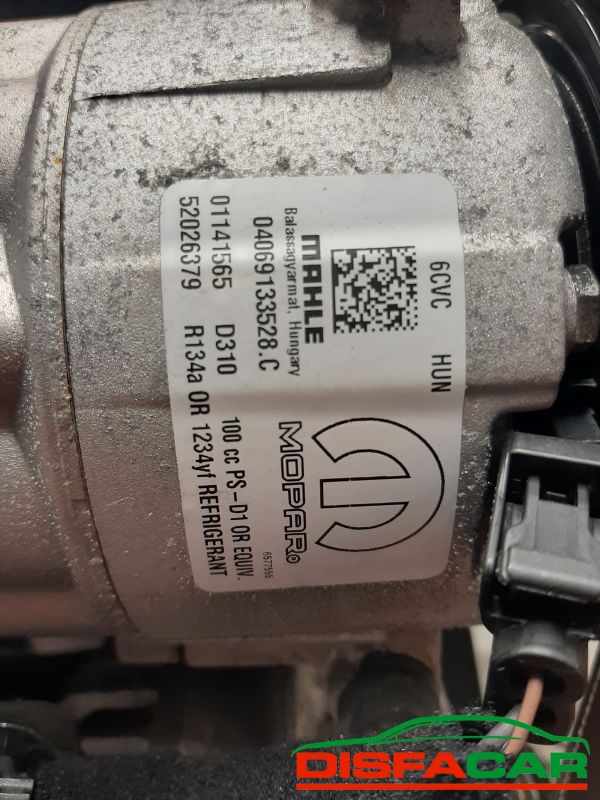 6CVC HUN
MAHLE
Balassagyarmat, Hungary
04069133528.C
MOPAR®
6577555
01141565 D310 100 cc PS-D1 OR EQUIV.
52026379 R134a OR 1234yf REFRIGERANT
DISFACAR